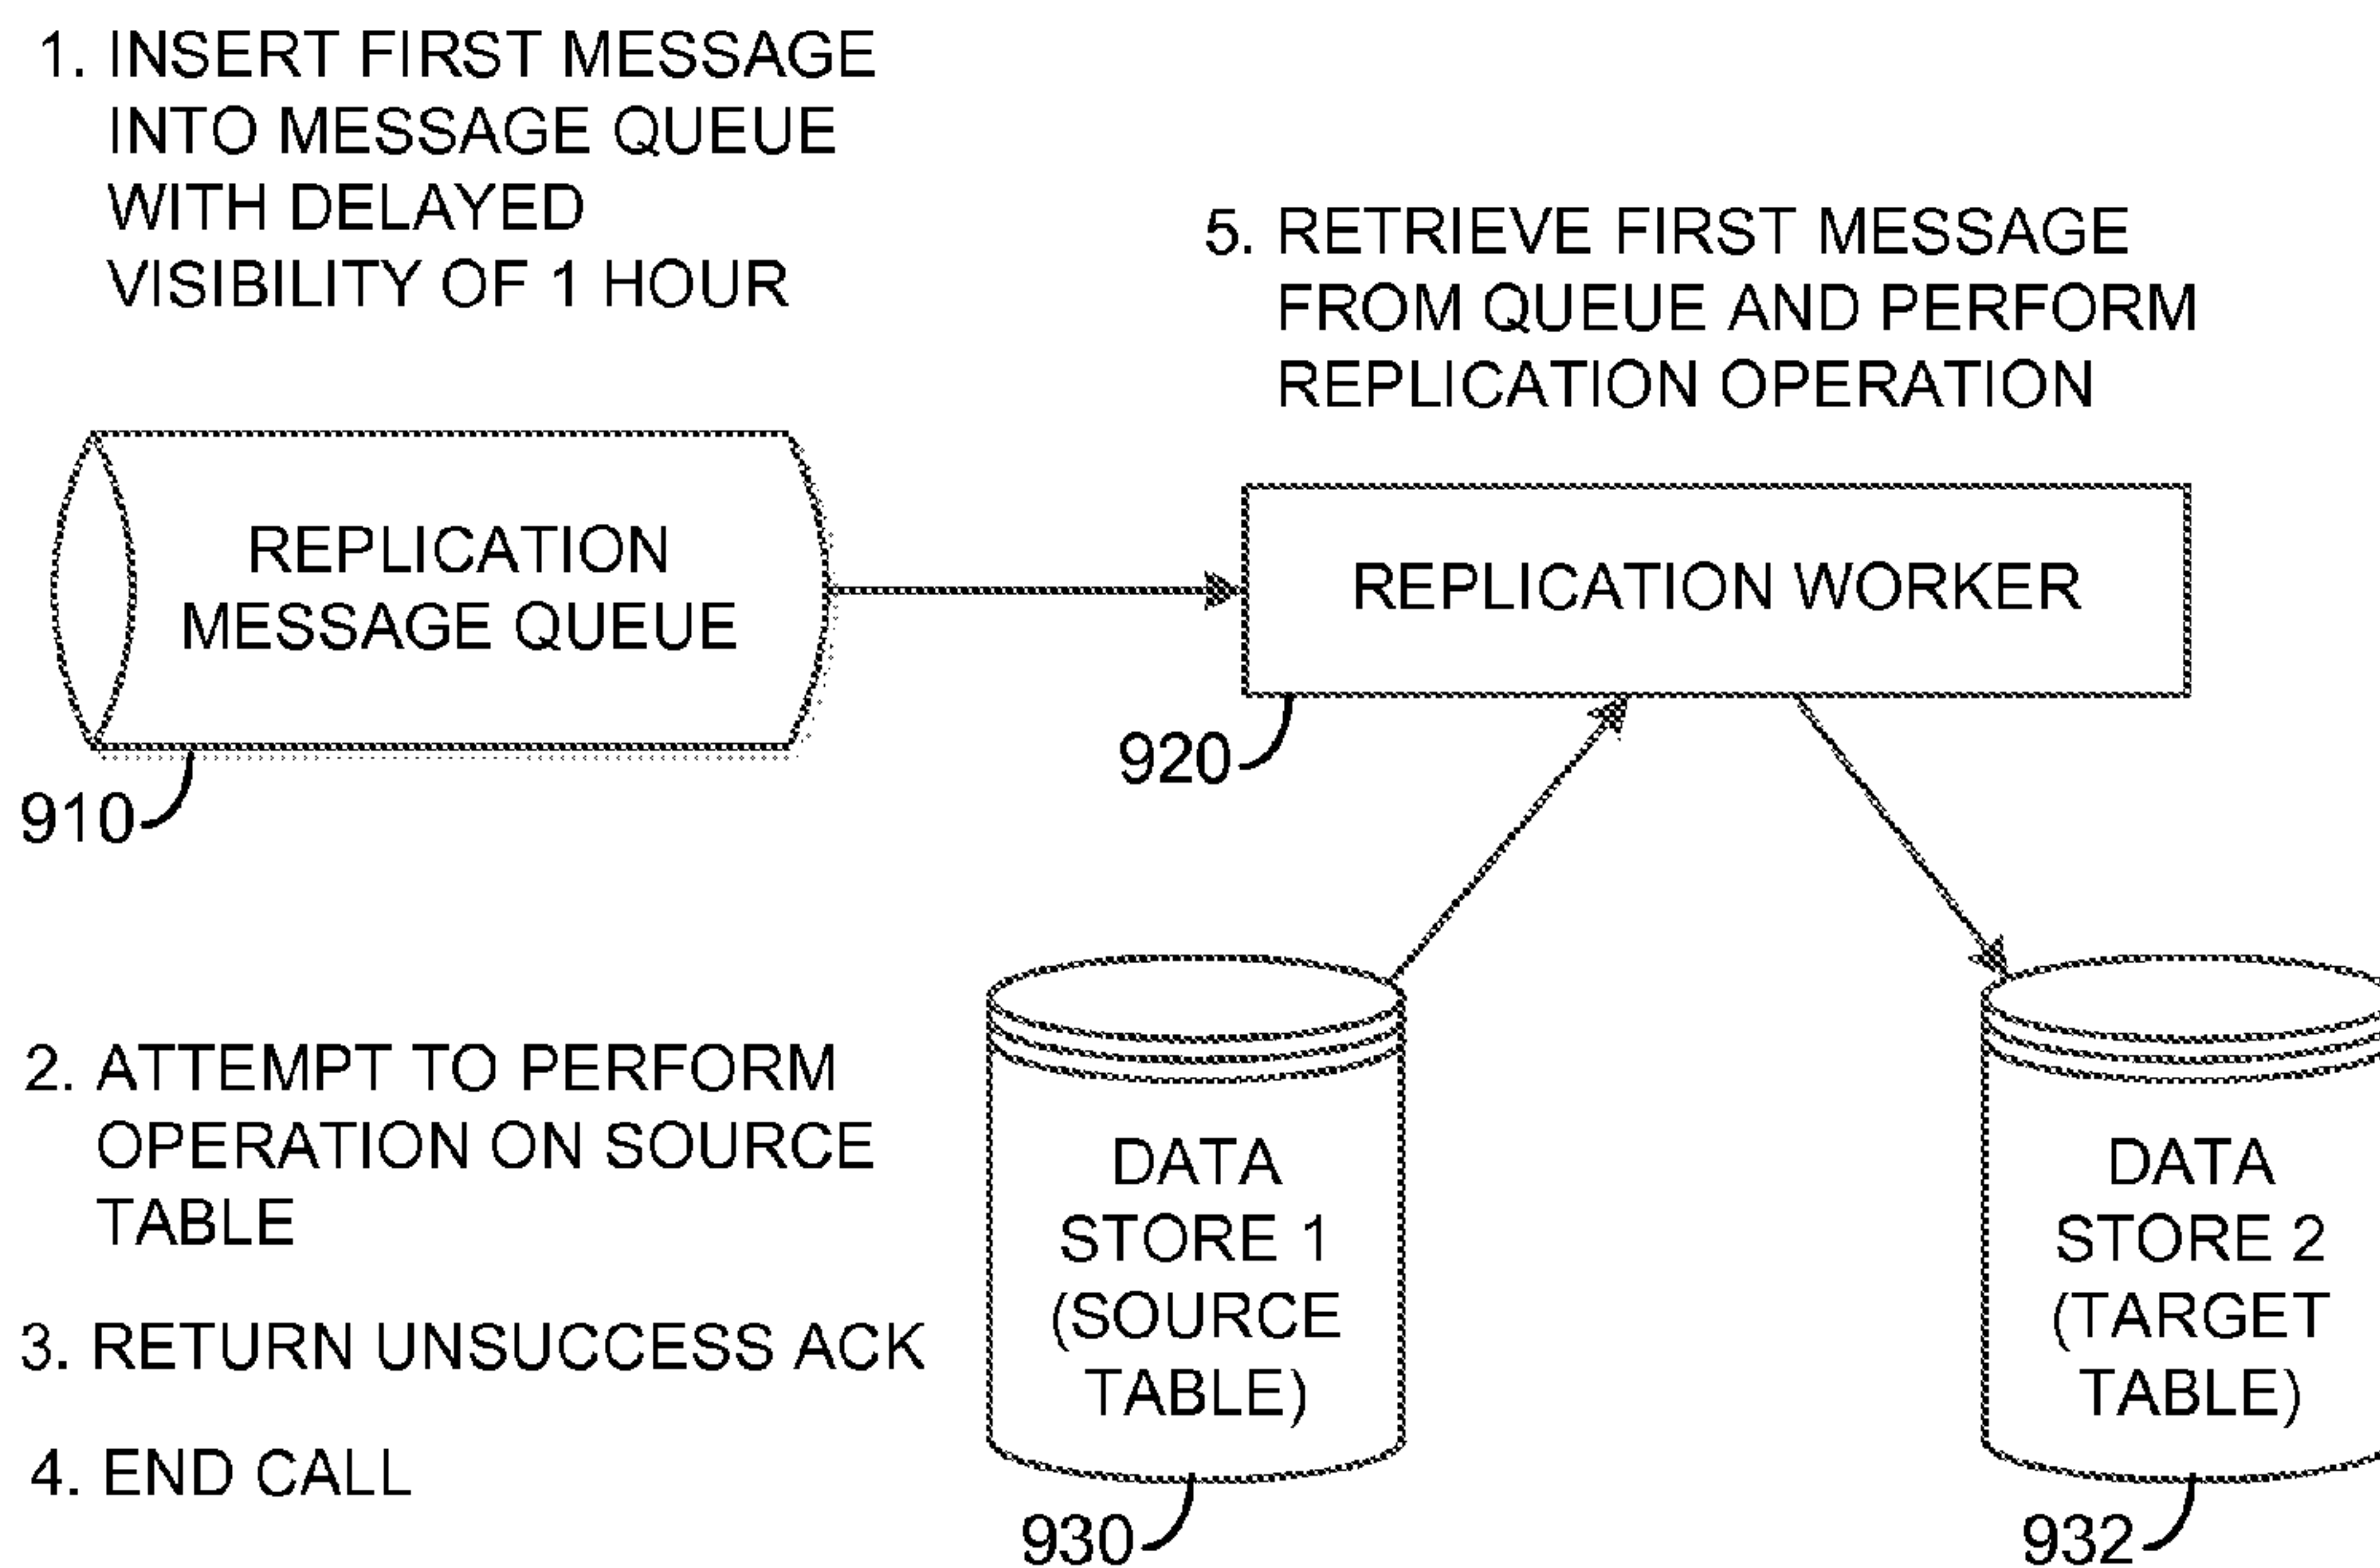 1. INSERT FIRST MESSAGE
INTO MESSAGE QUEUE
WITH DELAYED
VISIBILITY OF 1 HOUR
5. RETRIEVE FIRST MESSAGE
FROM QUEUE AND PERFORM
REPLICATION OPERATION
REPLICATION
MESSAGE QUEUE
910
REPLICATION WORKER
920
2. ATTEMPT TO PERFORM
OPERATION ON SOURCE
TABLE
3. RETURN UNSUCCESS ACK
4. END CALL
DATA
STORE 1
(SOURCE
TABLE)
930
DATA
STORE 2
(TARGET
TABLE)
932